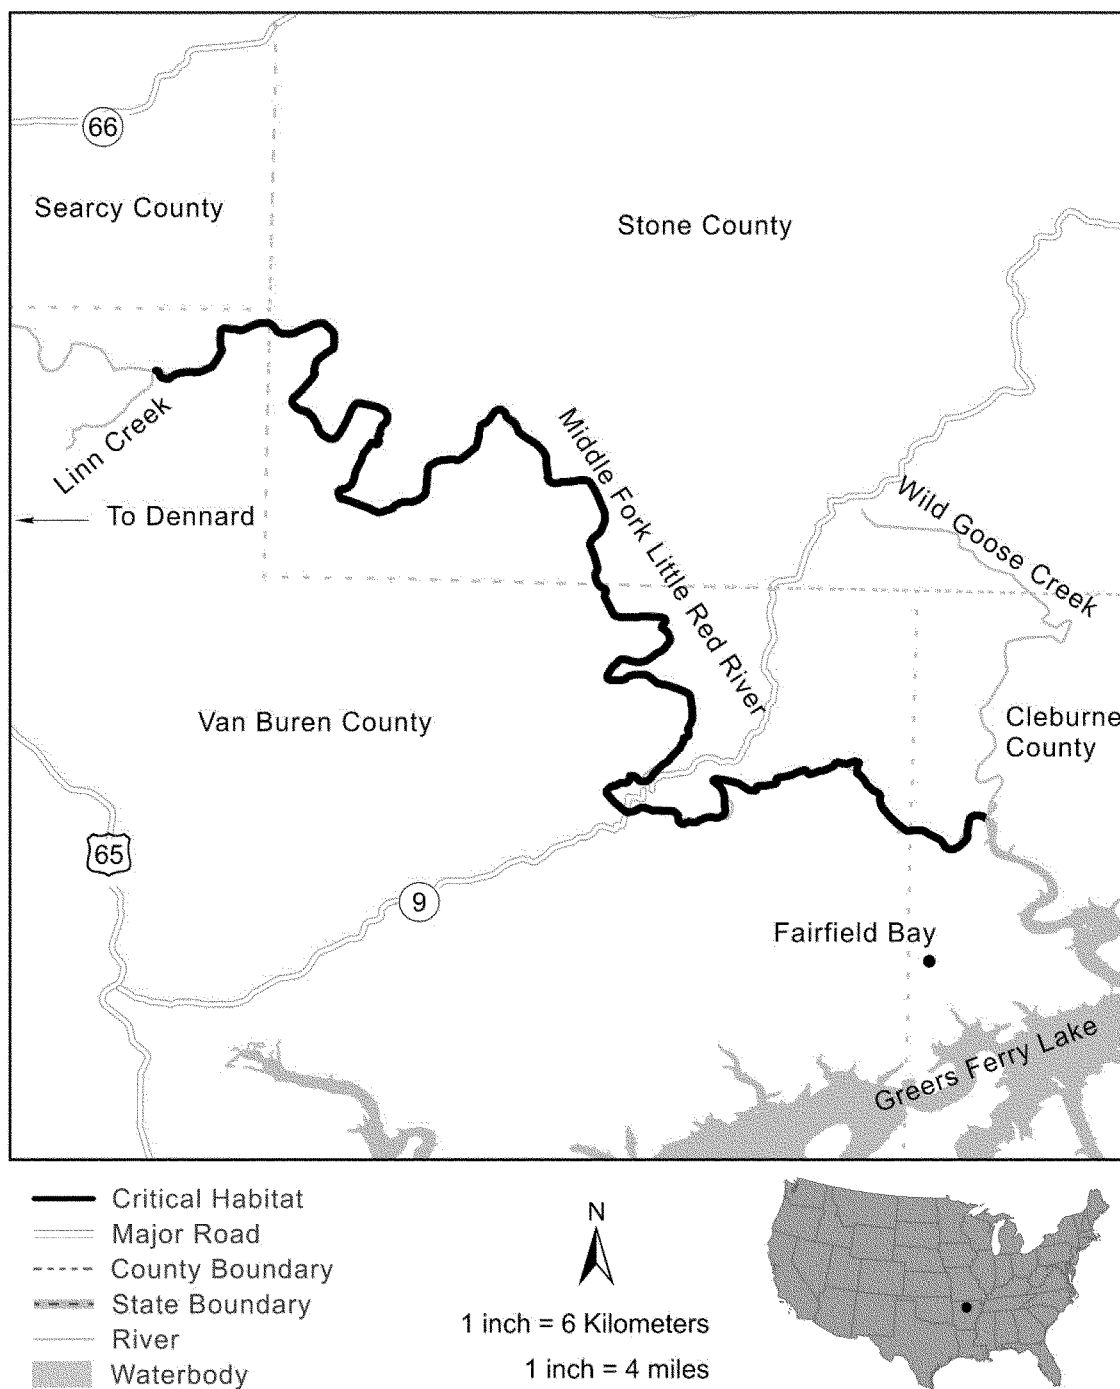 66
Searcy County
Stone County
Linn Creek
Middle Fork Little Red River
Wild Goose Creek
To Dennard
Van Buren County
Cleburne
County
65
9
Fairfield Bay
Greers Ferry Lake
Critical Habitat
Major Road
County Boundary
State Boundary
River
Waterbody
N
1 inch = 6 Kilometers
1 inch = 4 miles